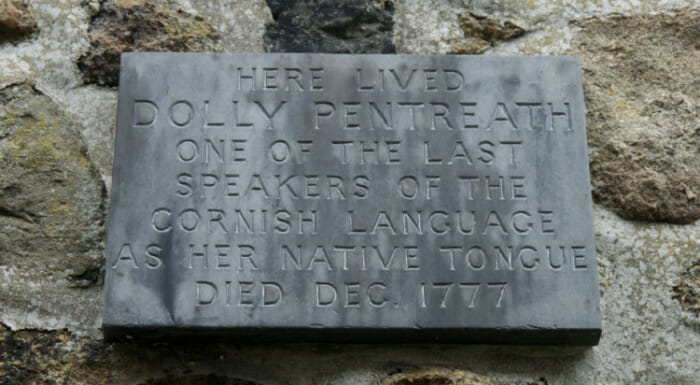 HERE LIVED
DOLLY PENTREATH
ONE OF THE LAST
SPEAKERS OF THE
CORNISH LANGUAGE
AS HER NATIVE TONGUE
DIED DEC. 1777